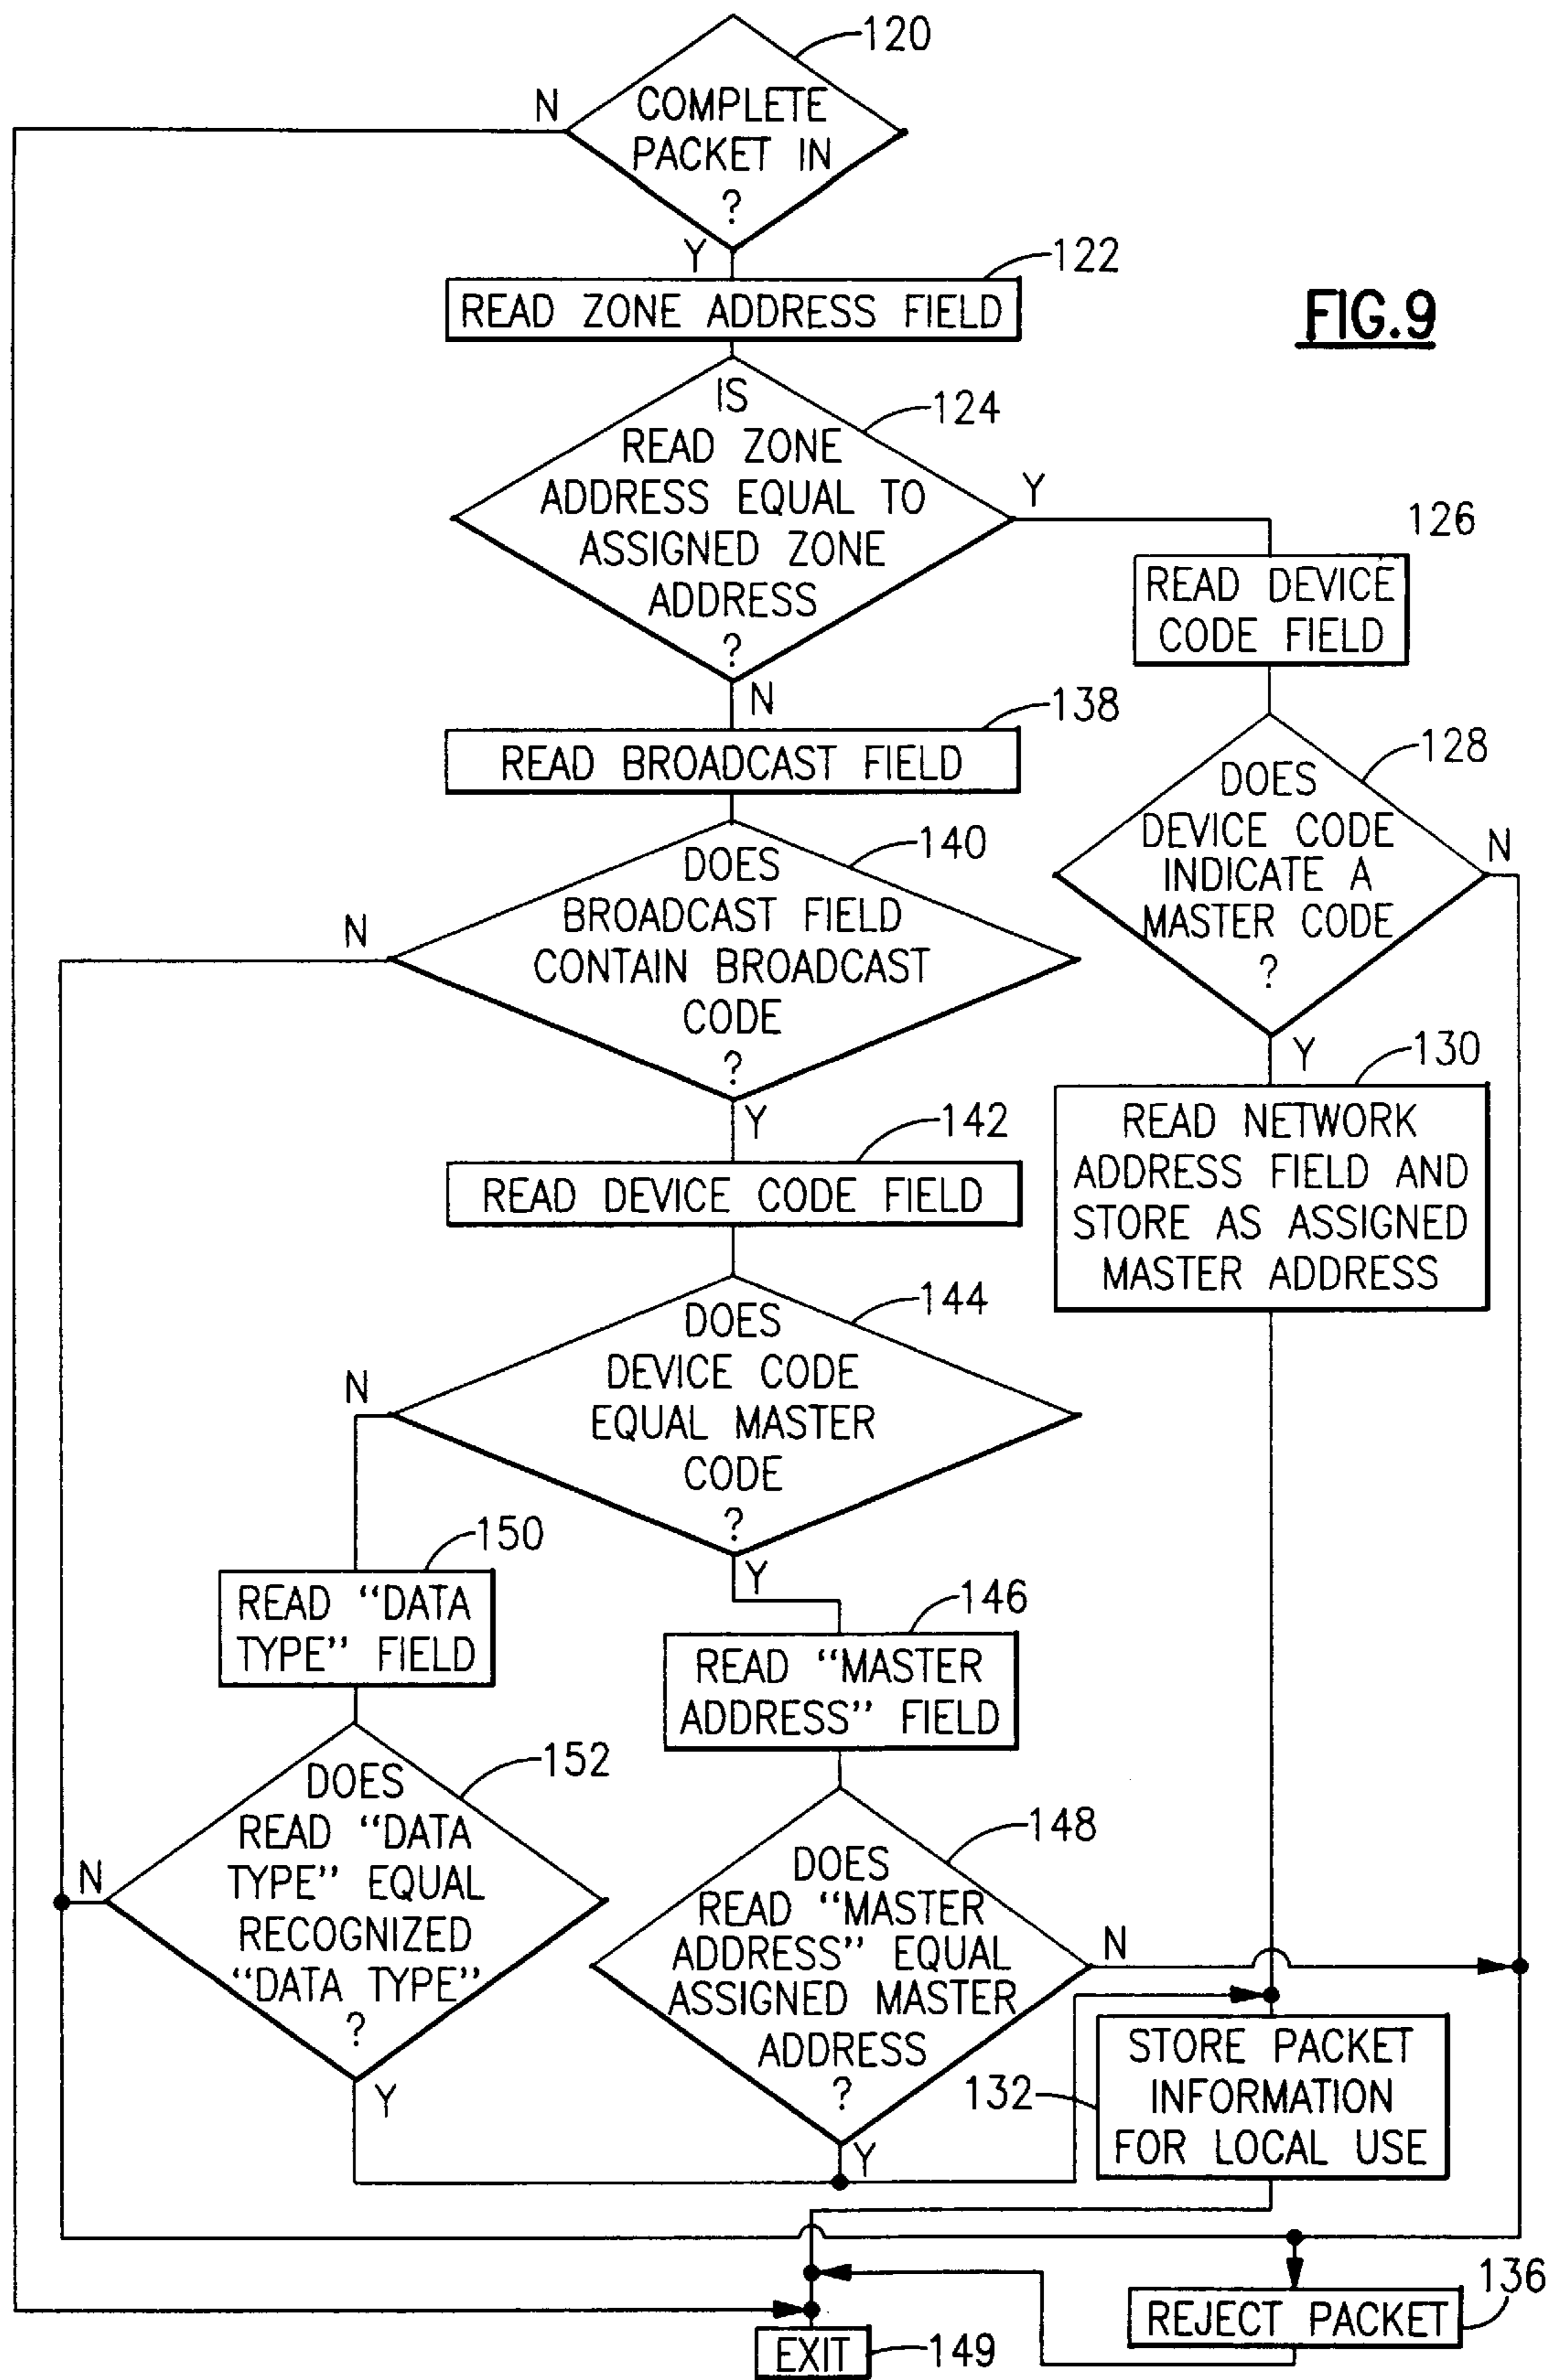 120
N
COMPLETE
PACKET IN
?
Y
122
READ ZONE ADDRESS FIELD
FIG.9
IS
124
READ ZONE
ADDRESS EQUAL TO
ASSIGNED ZONE
ADDRESS
?
Y
126
READ DEVICE
CODE FIELD
N
138
READ BROADCAST FIELD
128
DOES
DEVICE CODE
INDICATE A
MASTER CODE
?
N
Y
140
DOES
BROADCAST FIELD
CONTAIN BROADCAST
CODE
?
N
Y
130
READ NETWORK
ADDRESS FIELD AND
STORE AS ASSIGNED
MASTER ADDRESS
142
READ DEVICE CODE FIELD
144
DOES
DEVICE CODE
EQUAL MASTER
CODE
?
N
Y
150
READ “DATA
TYPE” FIELD
146
READ “MASTER
ADDRESS” FIELD
152
DOES
READ “DATA
TYPE” EQUAL
RECOGNIZED
“DATA TYPE”
?
N
Y
148
DOES
READ “MASTER
ADDRESS” EQUAL
ASSIGNED MASTER
ADDRESS
?
N
Y
132
STORE PACKET
INFORMATION
FOR LOCAL USE
136
REJECT PACKET
EXIT
149